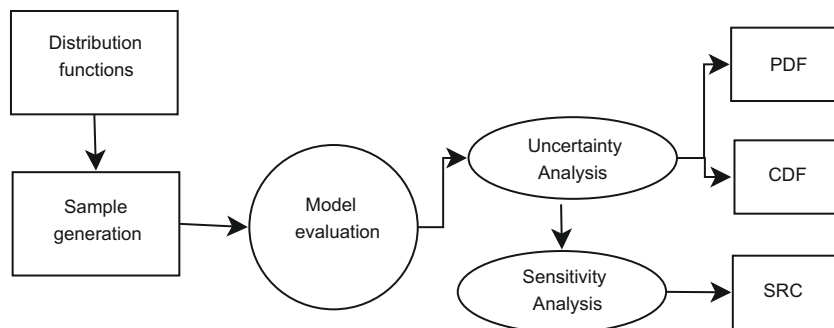 Distribution
functions
Sample
generation
Model
evaluation
Uncertainty
Analysis
Sensitivity
Analysis
PDF
CDF
SRC